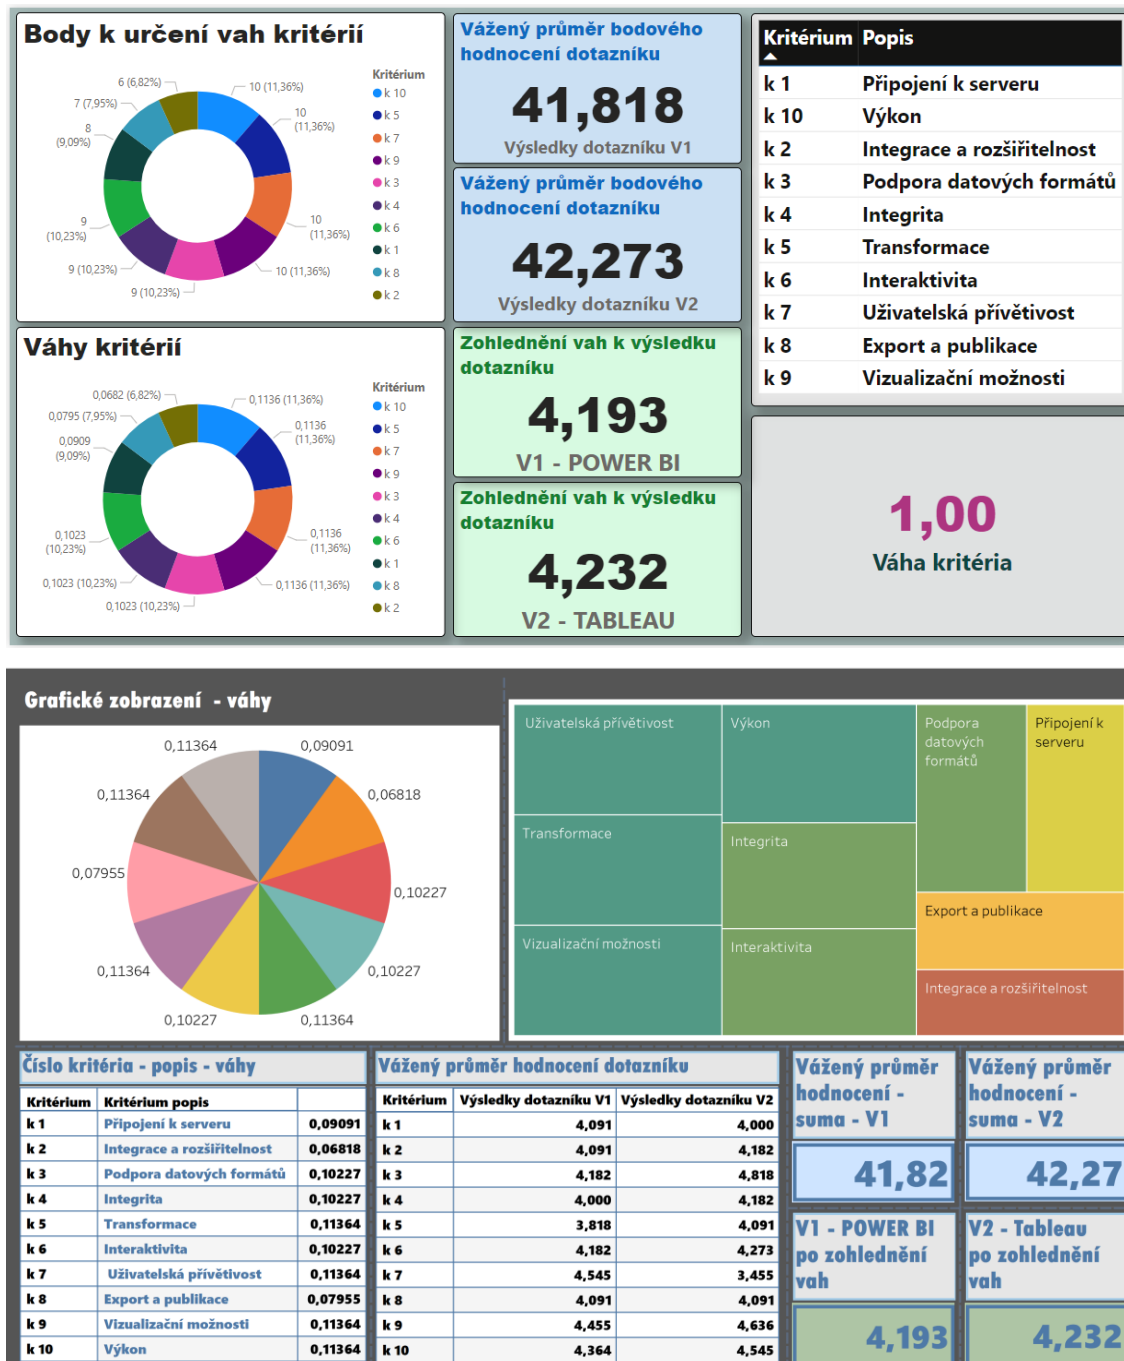 Body k určení vah kritérií
6 (6,82%)
10 (11,36%)
7 (7,95%)
10
(11,36%)
8
(9,09%)
10
(11,36%)
9
(10,23%)
10 (11,36%)
9 (10,23%)
9 (10,23%)
Kritérium
k 10
k 5
k 7
k 9
k 3
k 4
k 6
k 1
k 8
k 2
Vážený průměr bodového
hodnocení dotazníku
41,818
Výsledky dotazníku V1
Vážený průměr bodového
hodnocení dotazníku
42,273
Výsledky dotazníku V2
Kritérium Popis
k 1 Připojení k serveru
k 10 Výkon
k 2 Integrace a rozšiřitelnost
k 3 Podpora datových formátů
k 4 Integrita
k 5 Transformace
k 6 Interaktivita
k 7 Uživatelská přívětivost
k 8 Export a publikace
k 9 Vizualizační možnosti
Váhy kritérií
0,0682 (6,82%)
0,1136 (11,36%)
0,0795 (7,95%)
0,1136
(11,36%)
0,0909
(9,09%)
0,1136
(11,36%)
0,1023
(10,23%)
0,1136 (11,36%)
0,1023 (10,23%)
0,1023 (10,23%)
Kritérium
k 10
k 5
k 7
k 9
k 3
k 4
k 6
k 1
k 8
k 2
Zohlednění vah k výsledku
dotazníku
4,193
V1 - POWER BI
Zohlednění vah k výsledku
dotazníku
4,232
V2 - TABLEAU
1,00
Váha kritéria
Grafické zobrazení - váhy
0,11364
0,09091
0,11364
0,06818
0,07955
0,10227
0,11364
0,10227
0,10227
0,11364
Uživatelská přívětivost
Výkon
Podpora
datových
formátů
Připojení k
serveru
Transformace
Integrita
Export a publikace
Vizualizační možnosti
Interaktivita
Integrace a rozšiřitelnost
Číslo kritéria - popis - váhy
Kritérium Kritérium popis
k 1 Připojení k serveru 0,09091
k 2 Integrace a rozšiřitelnost 0,06818
k 3 Podpora datových formátů 0,10227
k 4 Integrita 0,10227
k 5 Transformace 0,11364
k 6 Interaktivita 0,10227
k 7 Uživatelská přívětivost 0,11364
k 8 Export a publikace 0,07955
k 9 Vizualizační možnosti 0,11364
k 10 Výkon 0,11364
Vážený průměr hodnocení dotazníku
Kritérium Výsledky dotazníku V1 Výsledky dotazníku V2
k 1 4,091 4,000
k 2 4,091 4,182
k 3 4,182 4,818
k 4 4,000 4,182
k 5 3,818 4,091
k 6 4,182 4,273
k 7 4,545 3,455
k 8 4,091 4,091
k 9 4,455 4,636
k 10 4,364 4,545
Vážený průměr
hodnocení -
suma - V1
41,82
Vážený průměr
hodnocení -
suma - V2
42,27
V1 - POWER BI
po zohlednění
vah
4,193
V2 - Tableau
po zohlednění
vah
4,232